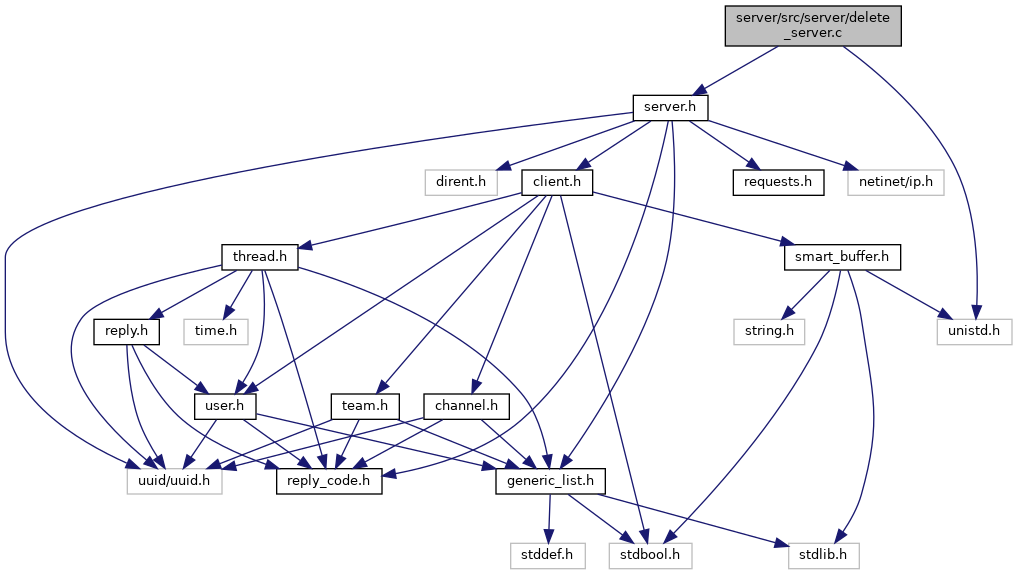 server/src/server/delete
_server.c
server.h
dirent.h
client.h
requests.h
netinet/ip.h
thread.h
smart_buffer.h
reply.h
time.h
string.h
unistd.h
user.h
team.h
channel.h
uuid/uuid.h
reply_code.h
generic_list.h
stddef.h
stdbool.h
stdlib.h